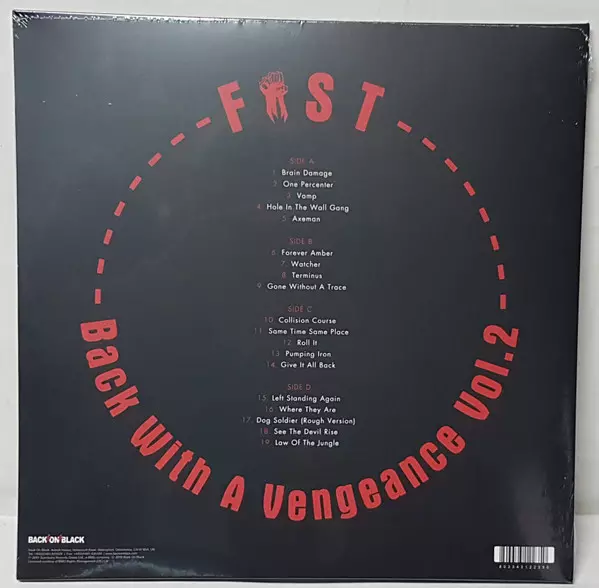 FIST
SIDE A
1. Brain Damage
2. One Percenter
3. Vamp
4. Hole In The Wall Gang
5. Axeman
SIDE B
6. Forever Amber
7. Watcher
8. Terminus
9. Gone Without A Trace
SIDE C
10. Collision Course
11. Same Time Same Place
12. Roll It
13. Pumping Iron
14. Give It All Back
SIDE D
15. Left Standing Again
16. Where They Are
17. Dog Soldier (Rough Version)
18. See The Devil Rise
19. Law Of The Jungle
Back With A Vengeance Vol.2
BACK ON BLACK